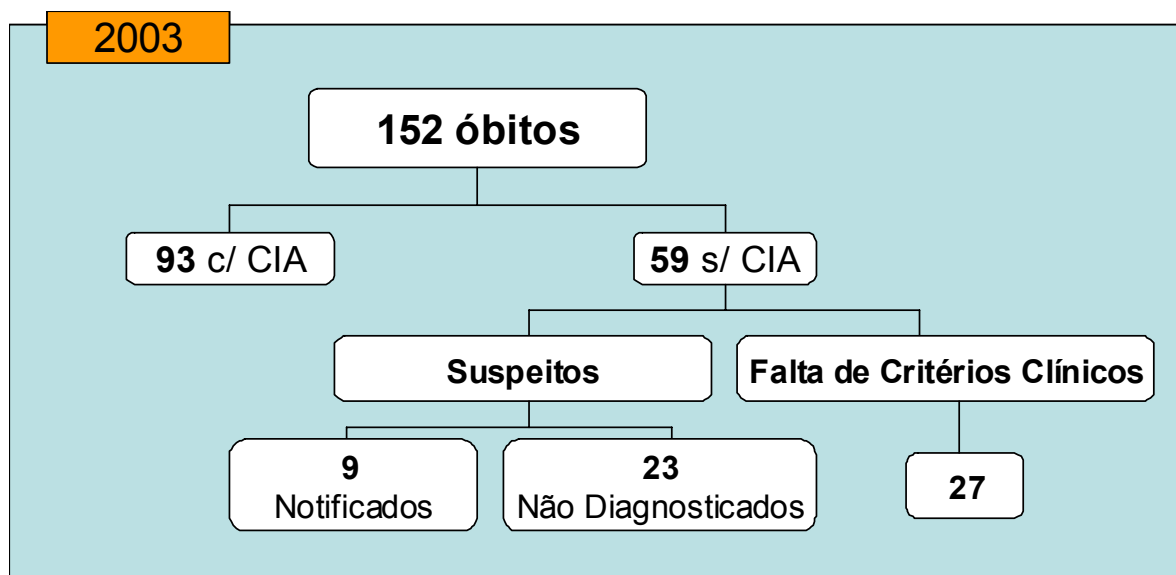 2003
152 óbitos
93 c/ CIA
59 s/ CIA
Suspeitos
Falta de Critérios Clínicos
9
Notificados
23
Não Diagnosticados
27